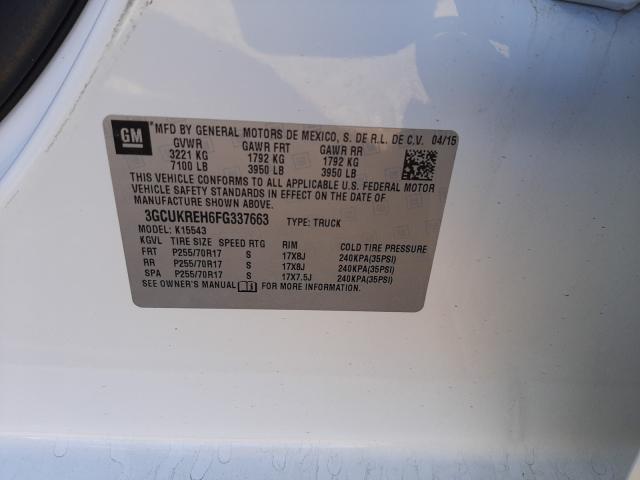 GM
MFD BY GENERAL MOTORS DE MEXICO, S. DE R.L. DE C.V. 04/15
GVWR GAWR FRT GAWR RR
3221 KG 1792 KG 1792 KG
7100 LB 3950 LB 3950 LB
THIS VEHICLE CONFORMS TO ALL APPLICABLE U.S. FEDERAL MOTOR
VEHICLE SAFETY STANDARDS IN EFFECT ON THE DATE OF
MANUFACTURE SHOWN ABOVE.
3GCUKREH6FG337663 TYPE: TRUCK
MODEL: K15543
KGVL TIRE SIZE SPEED RTG RIM COLD TIRE PRESSURE
FRT P255/70R17 S 17X8J 240KPA(35PSI)
RR P255/70R17 S 17X8J 240KPA(35PSI)
SPA P255/70R17 S 17X7.5J 240KPA(35PSI)
SEE OWNER'S MANUAL FOR MORE INFORMATION.